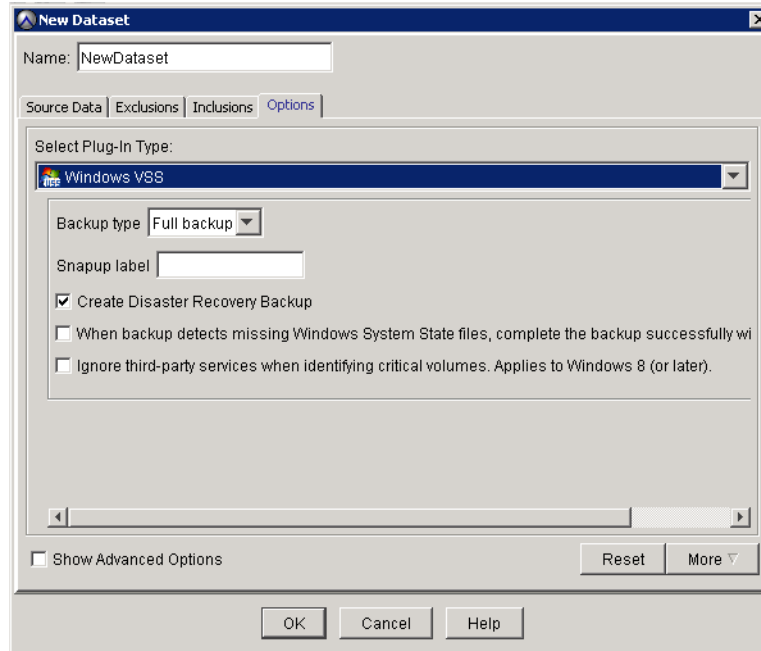 New Dataset
Name: NewDataset
Source Data Exclusions Inclusions Options
Select Plug-In Type:
Windows VSS
Backup type Full backup
Snapup label
Create Disaster Recovery Backup
When backup detects missing Windows System State files, complete the backup successfully wi
Ignore third-party services when identifying critical volumes. Applies to Windows 8 (or later).
Show Advanced Options Reset More
OK Cancel Help